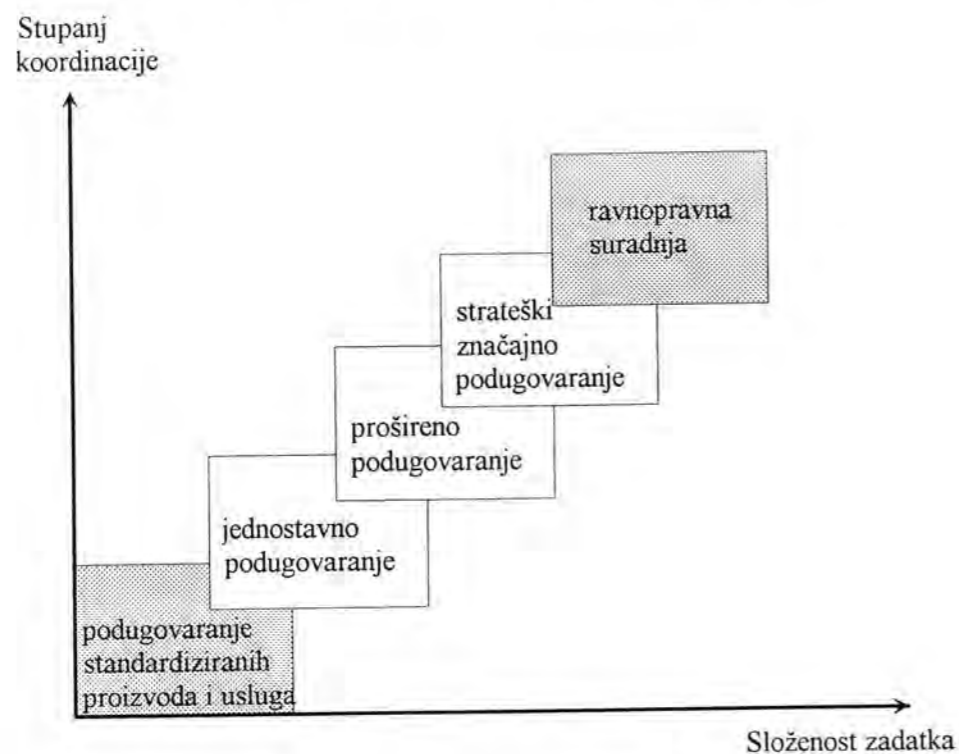 Stupanj
koordinacije
ravnopravna
suradnja
strateški
značajno
podugovaranje
prošireno
podugovaranje
jednostavno
podugovaranje
podugovaranje
standardiziranih
proizvoda i usluga
Složenost zadatka